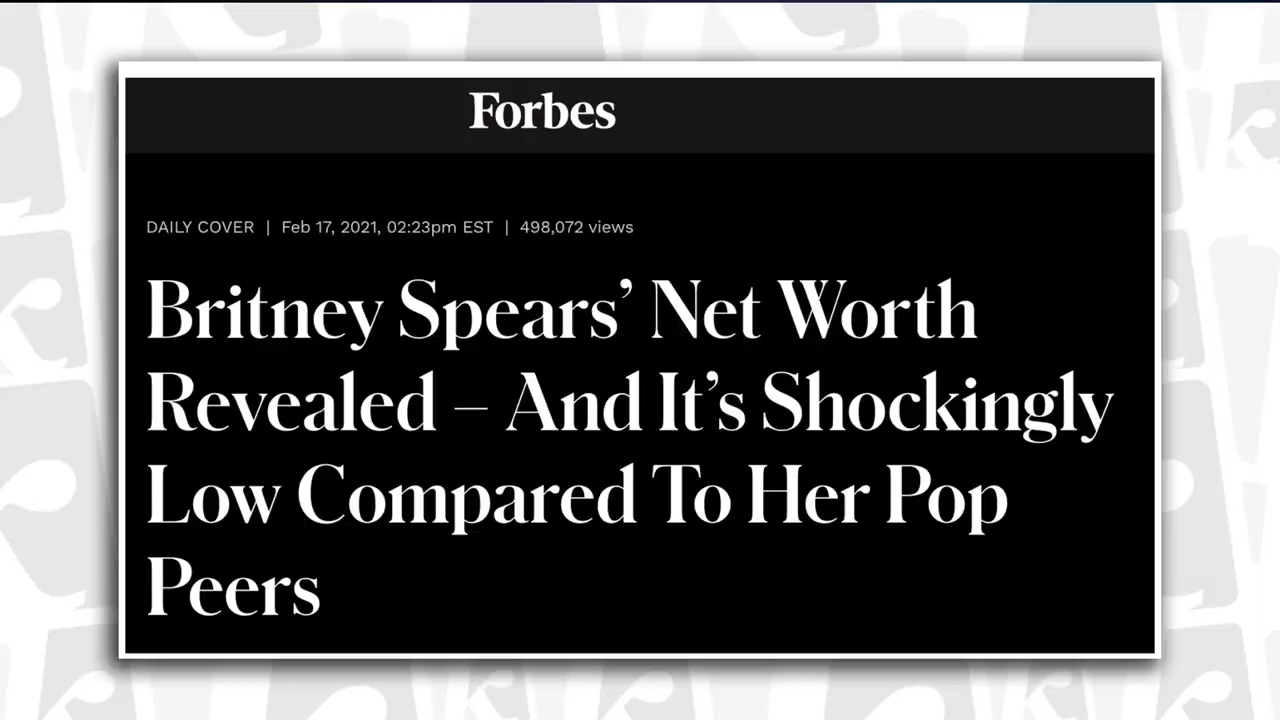 Forbes
DAILY COVER | Feb 17, 2021, 02:23pm EST | 498,072 views
Britney Spears’ Net Worth
Revealed – And It’s Shockingly
Low Compared To Her Pop
Peers